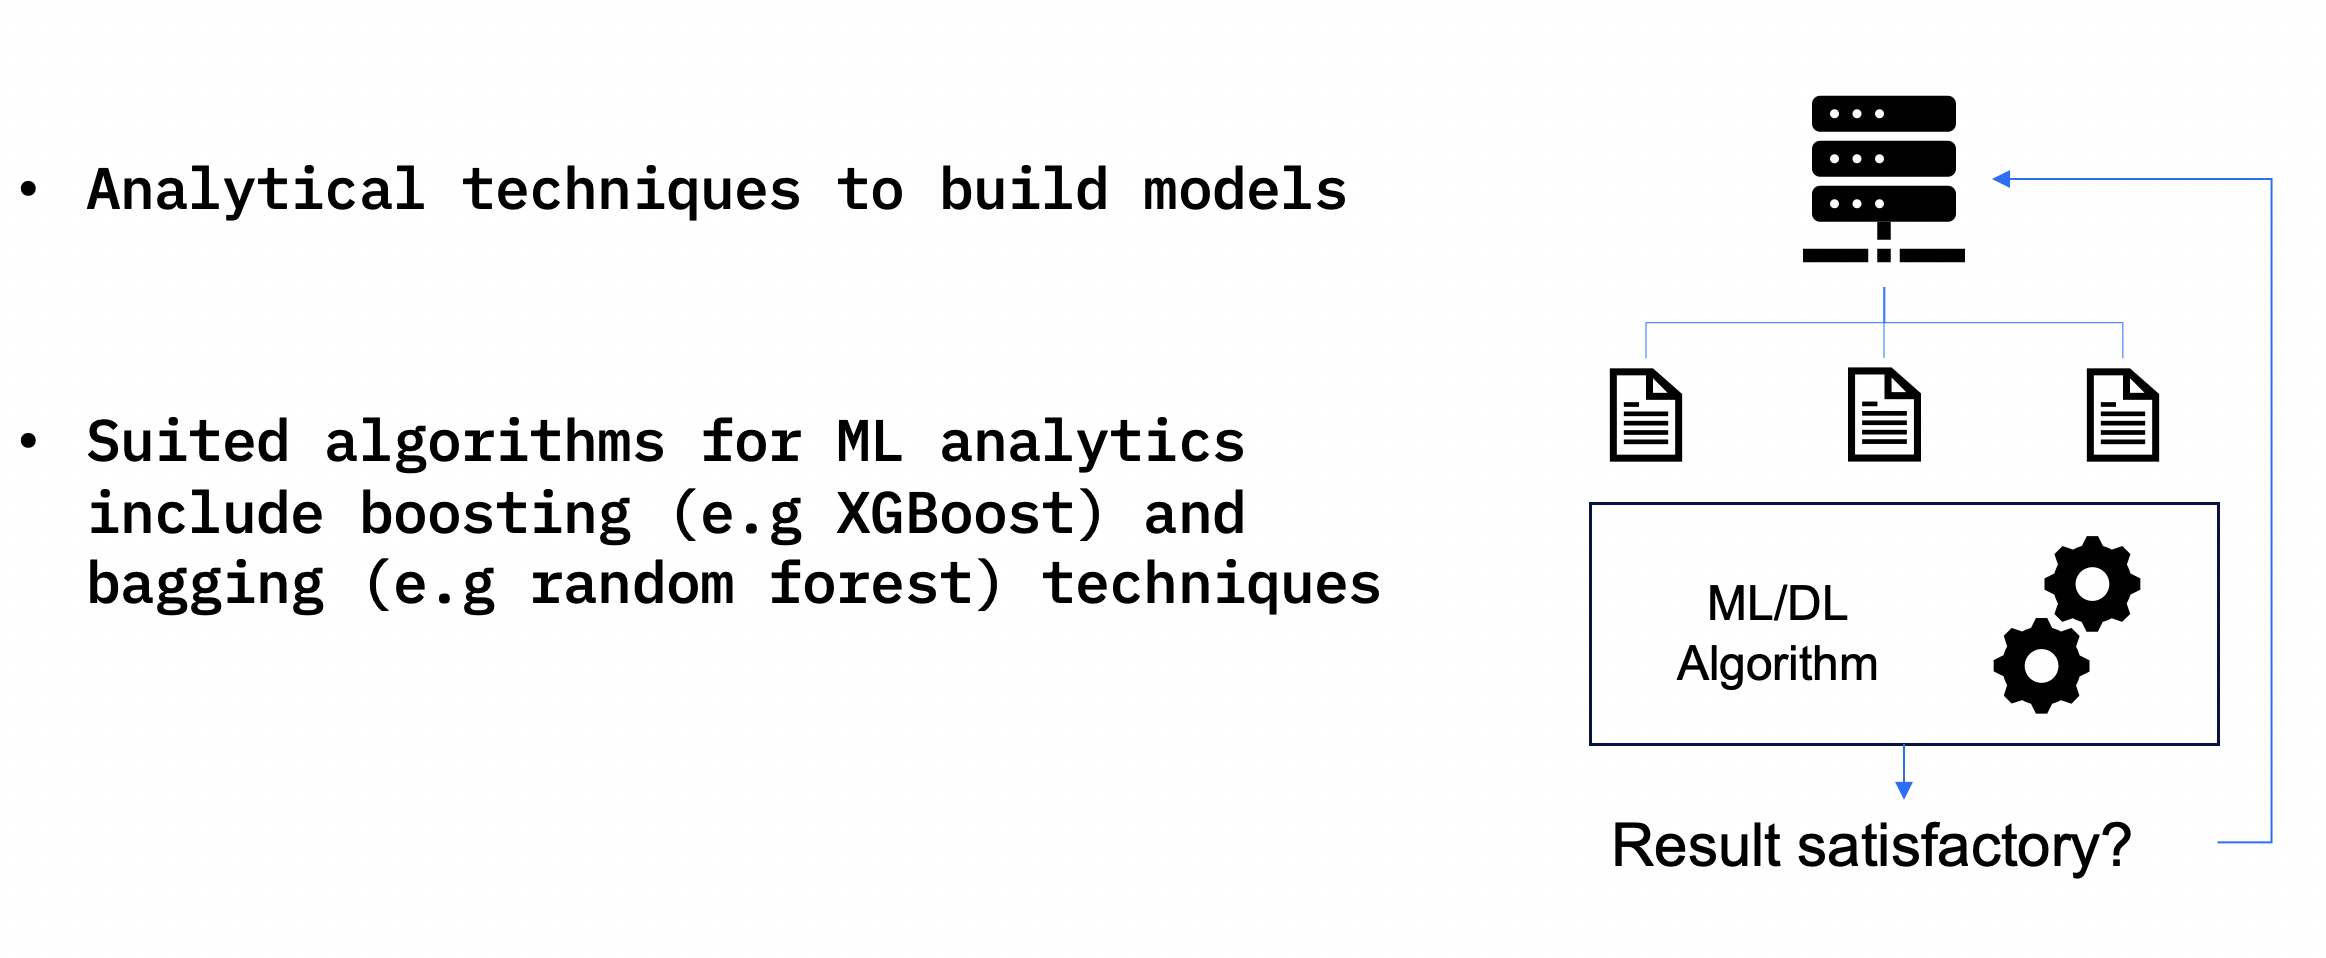 • Analytical techniques to build models
• Suited algorithms for ML analytics
include boosting (e.g XGBoost) and
bagging (e.g random forest) techniques
ML/DL
Algorithm
Result satisfactory?